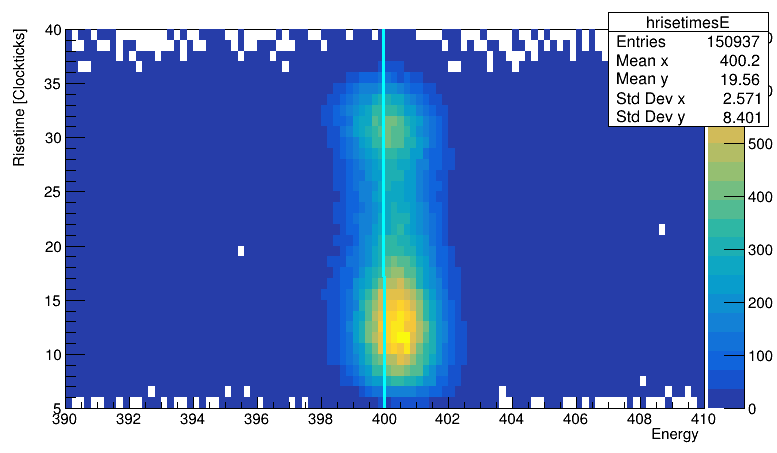 hrisetimesE
Entries 150937
Mean x 400.2
Mean y 19.56
Std Dev x 2.571
Std Dev y 8.401
Risetime [Clockticks]
40
35
30
25
20
15
10
5
390 392 394 396 398 400 402 404 406 408 410
Energy
500
400
300
200
100
0